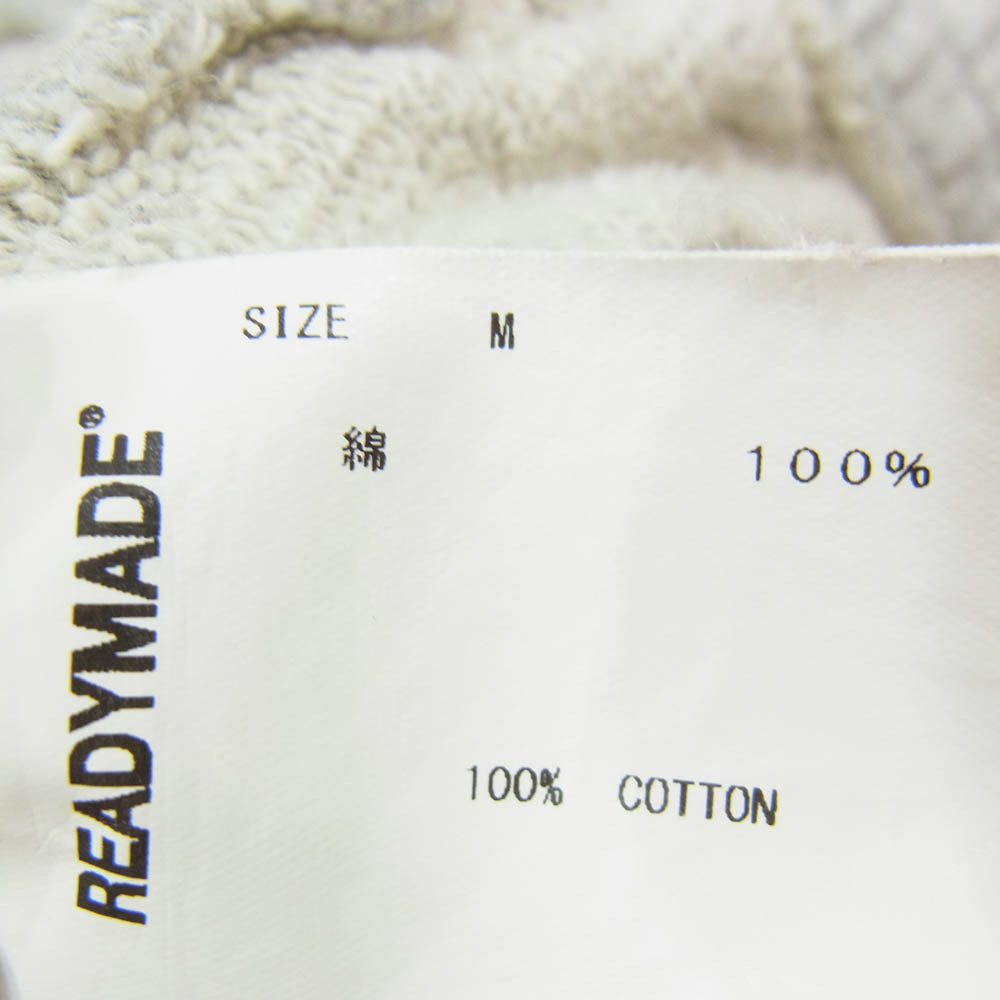 SIZE M
綿 100%
100% COTTON
READYMADE®